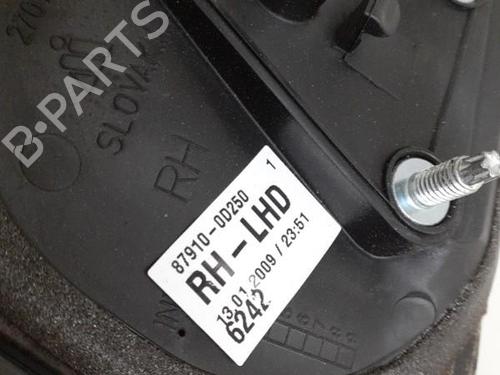 B-PARTS
SLOVA
RH
87910-0D250 1
RH-LHD
13.01.2009 / 23:51
6242